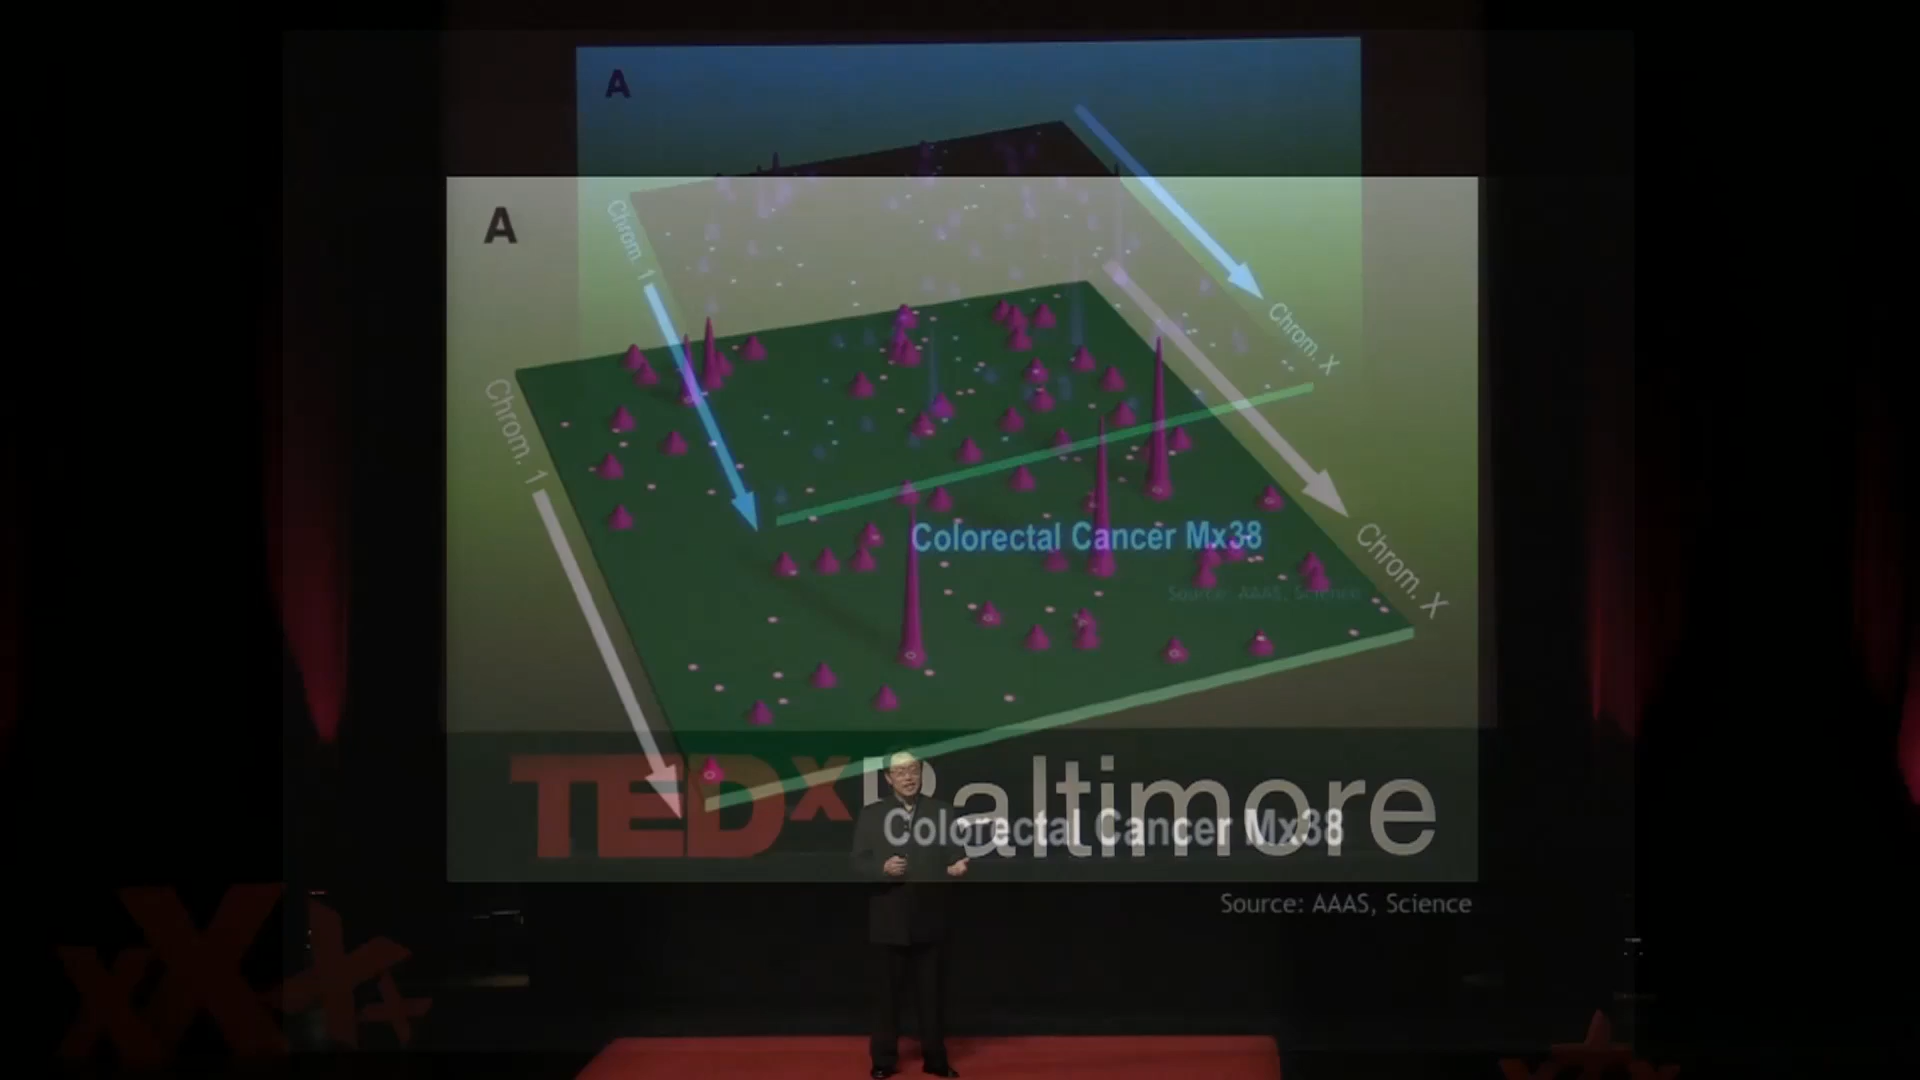 A
Chrom. 1
Chrom. X
Colorectal Cancer Mx38
Source: AAAS, Science
A
Chrom. 1
Chrom. X
TEDxBaltimore
Colorectal Cancer Mx38
Source: AAAS, Science